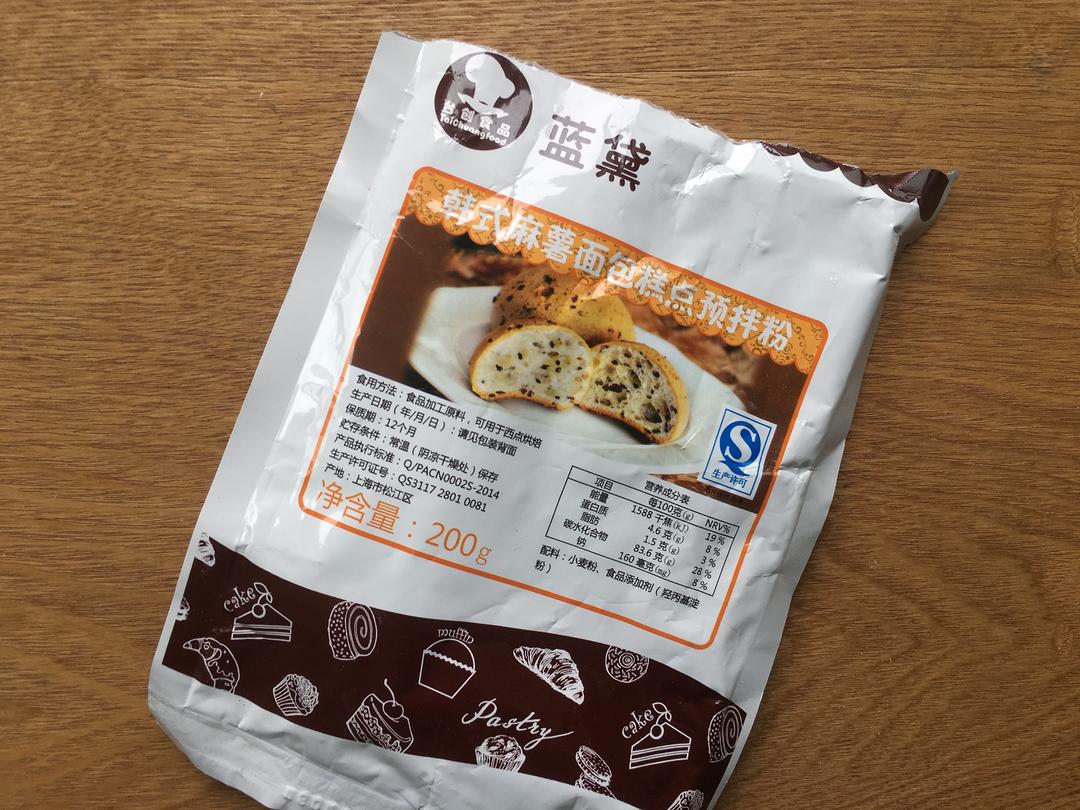 台创食品
Taichuangfood
蓝黛
韩式麻薯面包糕点预拌粉
食用方法：食品加工原料，可用于西点烘焙
生产日期（年/月/日）：请见包装背面
保质期：12个月
贮存条件：常温（阴凉干燥处）保存
产品执行标准：Q/PACN0002S-2014
生产许可证号：QS3117 2801 0081
产地：上海市松江区
净含量：200g
生产许可
营养成分表
项目 每100克(g) NRV%
能量 1588 千焦(kJ) 19 %
蛋白质 4.6 克(g) 8 %
脂肪 1.5 克(g) 3 %
碳水化合物 83.6 克(g) 28 %
钠 160 毫克(mg) 8 %
配料：小麦粉、食品添加剂（羟丙基淀
粉）
cake
muffin
Pastry
cake